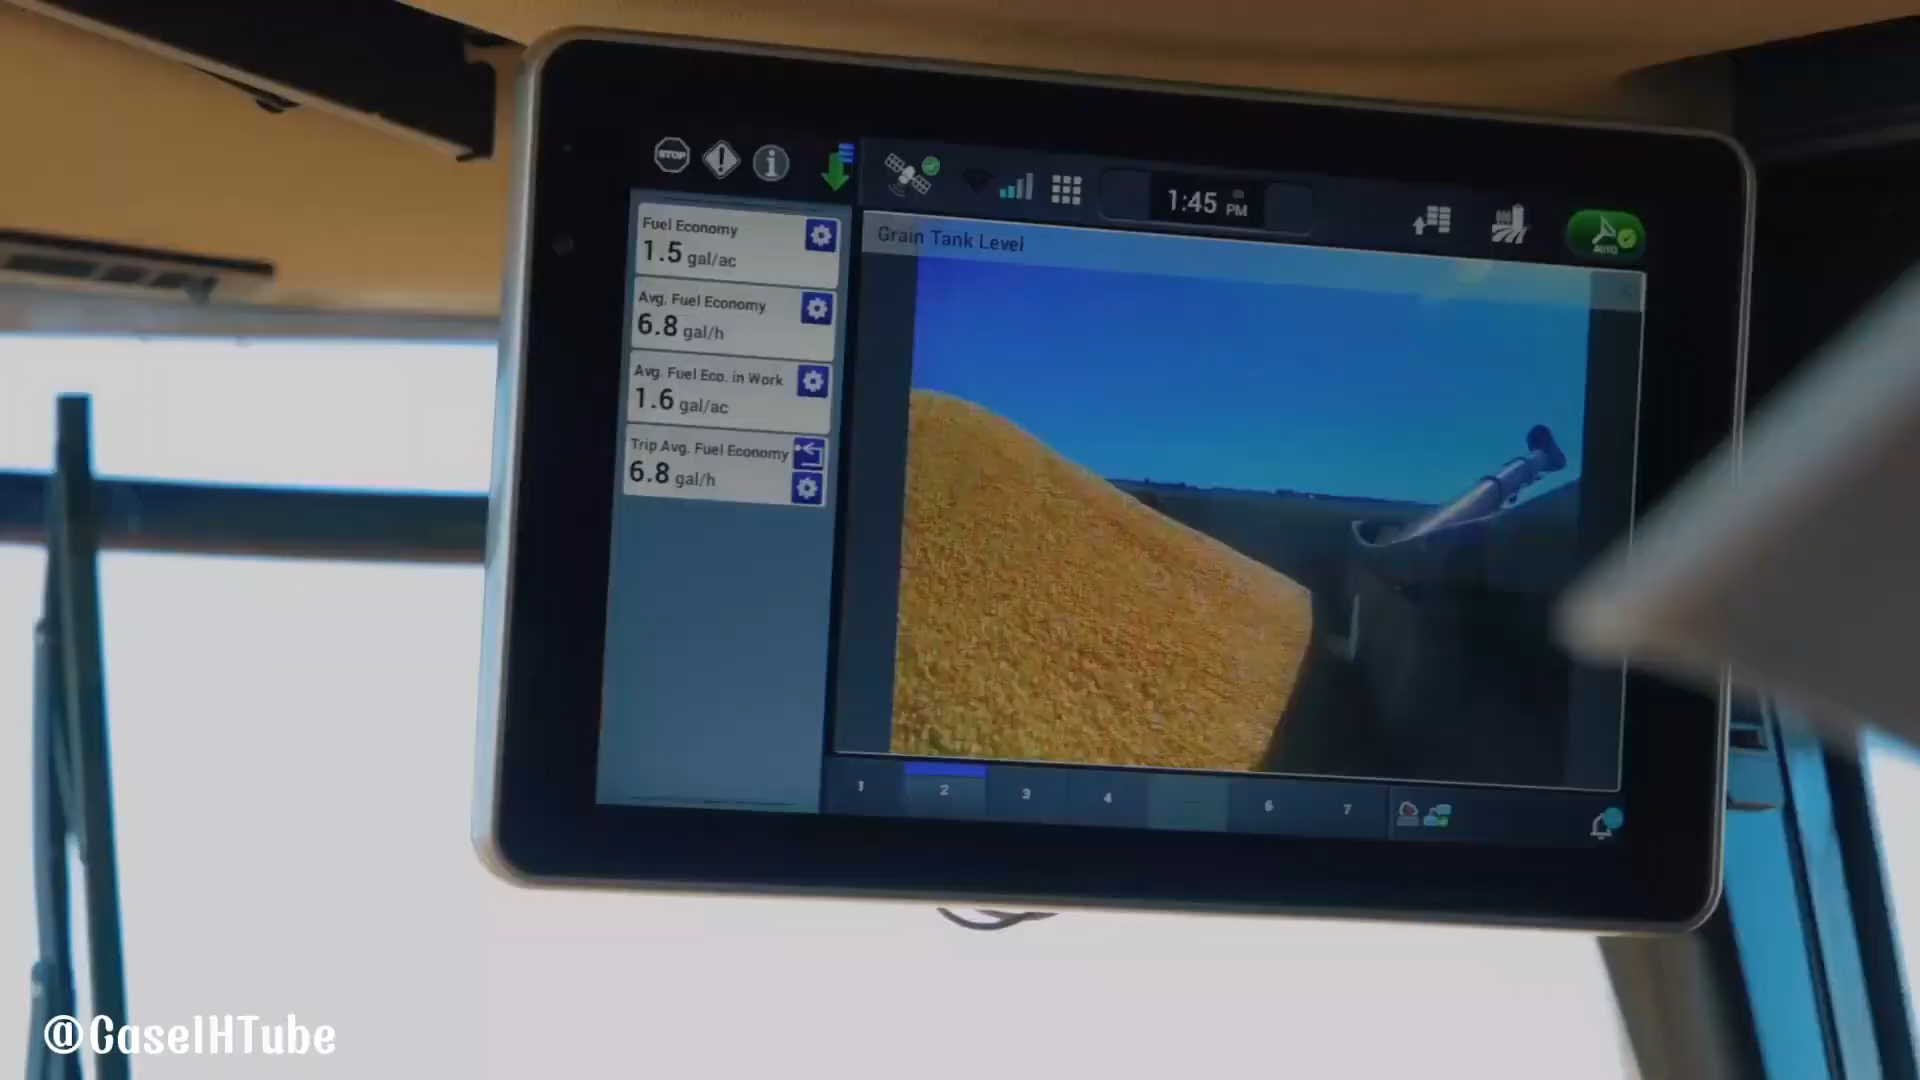 STOP
1:45 PM
AUTO
Fuel Economy
1.5 gal/ac
Avg. Fuel Economy
6.8 gal/h
Avg. Fuel Eco. in Work
1.6 gal/ac
Trip Avg. Fuel Economy
6.8 gal/h
Grain Tank Level
1 2 3 4 6 7
@CaseIHTube